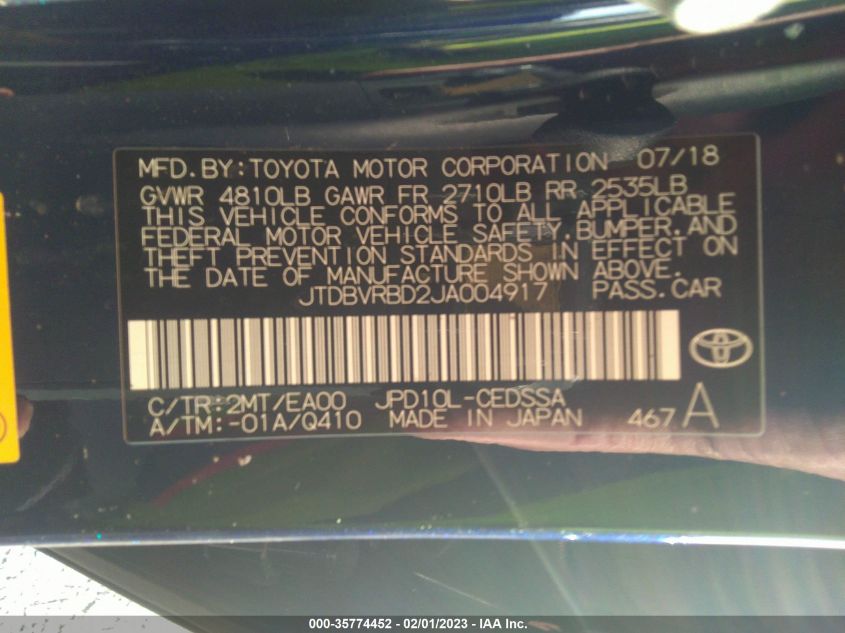 MFD.BY:TOYOTA MOTOR CORPORATION 07/18
GVWR 4810LB GAWR FR 2710LB RR 2535LB
THIS VEHICLE CONFORMS TO ALL APPLICABLE
FEDERAL MOTOR VEHICLE SAFETY,BUMPER,AND
THEFT PREVENTION STANDARDS IN EFFECT ON
THE DATE OF MANUFACTURE SHOWN ABOVE.
JTDBVRBD2JA004917 PASS.CAR
C/TR:2MT/EA00 JPD10L-CEDSSA
A/TM:-01A/Q410 MADE IN JAPAN 467 A
000-35774452 - 02/01/2023 - IAA Inc.